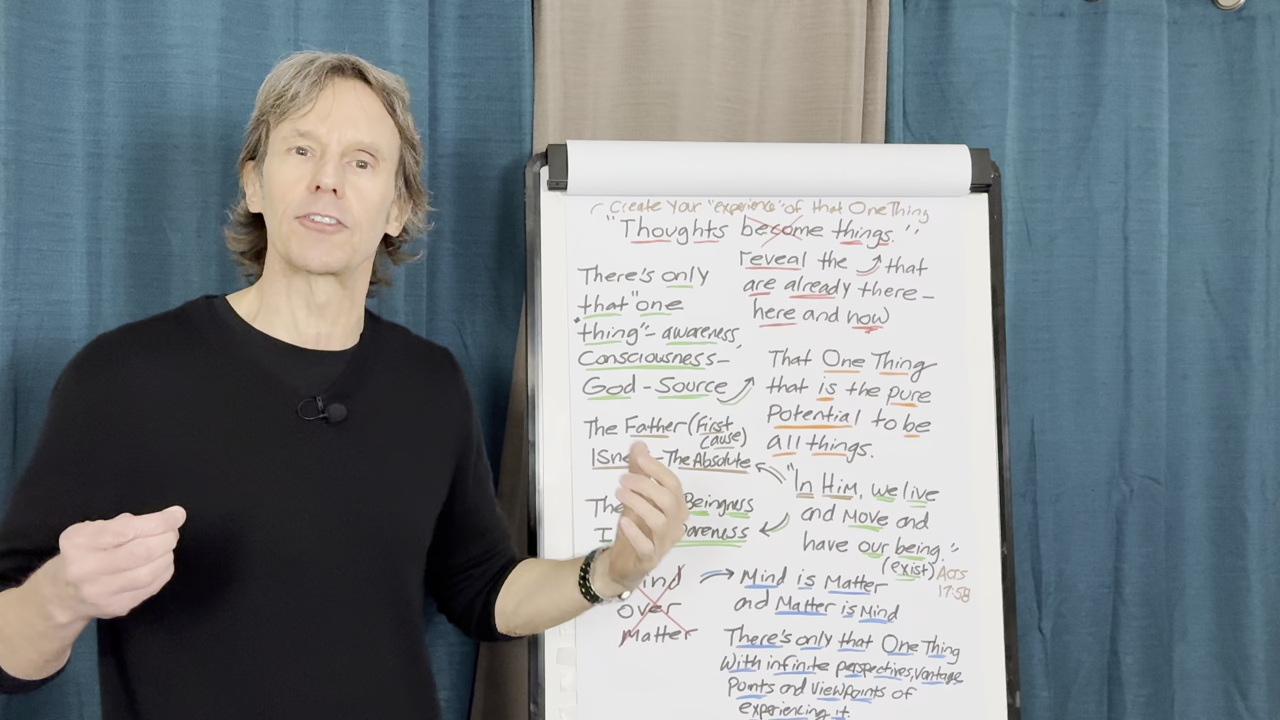 Create your "experience" of that One Thing
"Thoughts become things."
reveal the that
are already there-
here and now
There's only
that "one
thing"- awareness,
Consciousness-
God - Source
That One Thing
that is the pure
Potential to be
all things.
The Father (First
cause)
The Absolute
"In Him, we live
and move and
have our being."
(exist) Acts
17:58
The
Beingness
I
Mind
over
matter
Mind is Matter
and Matter is Mind
There's only that One Thing
With infinite perspectives, vantage
Points and viewpoints of
experiencing it.